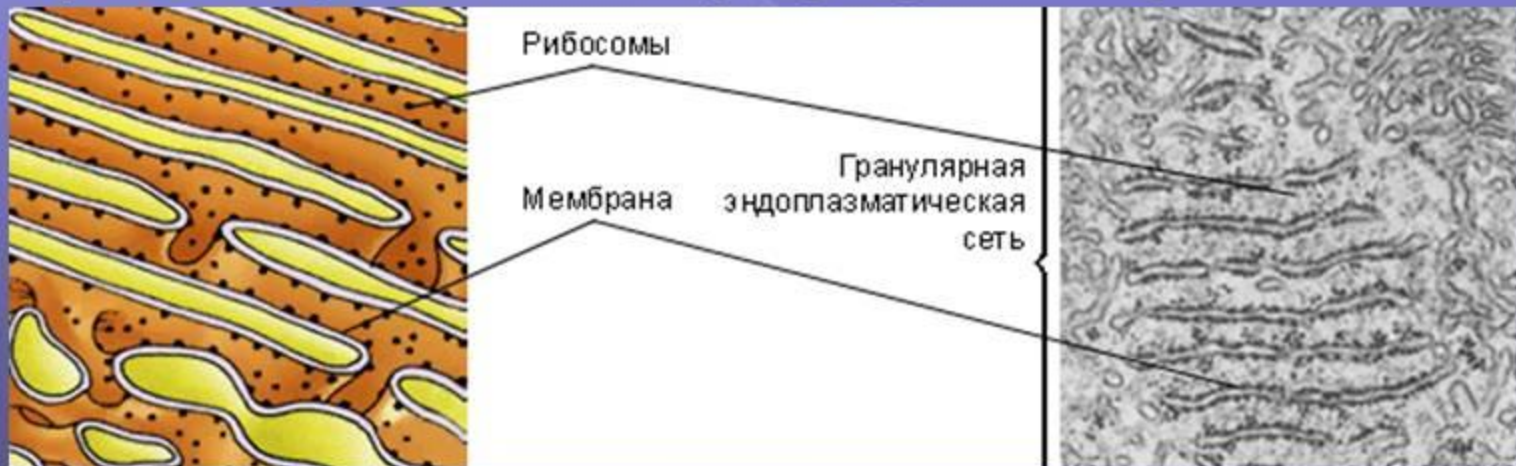 Рибосомы
Мембрана
Гранулярная
эндоплазматическая
сеть